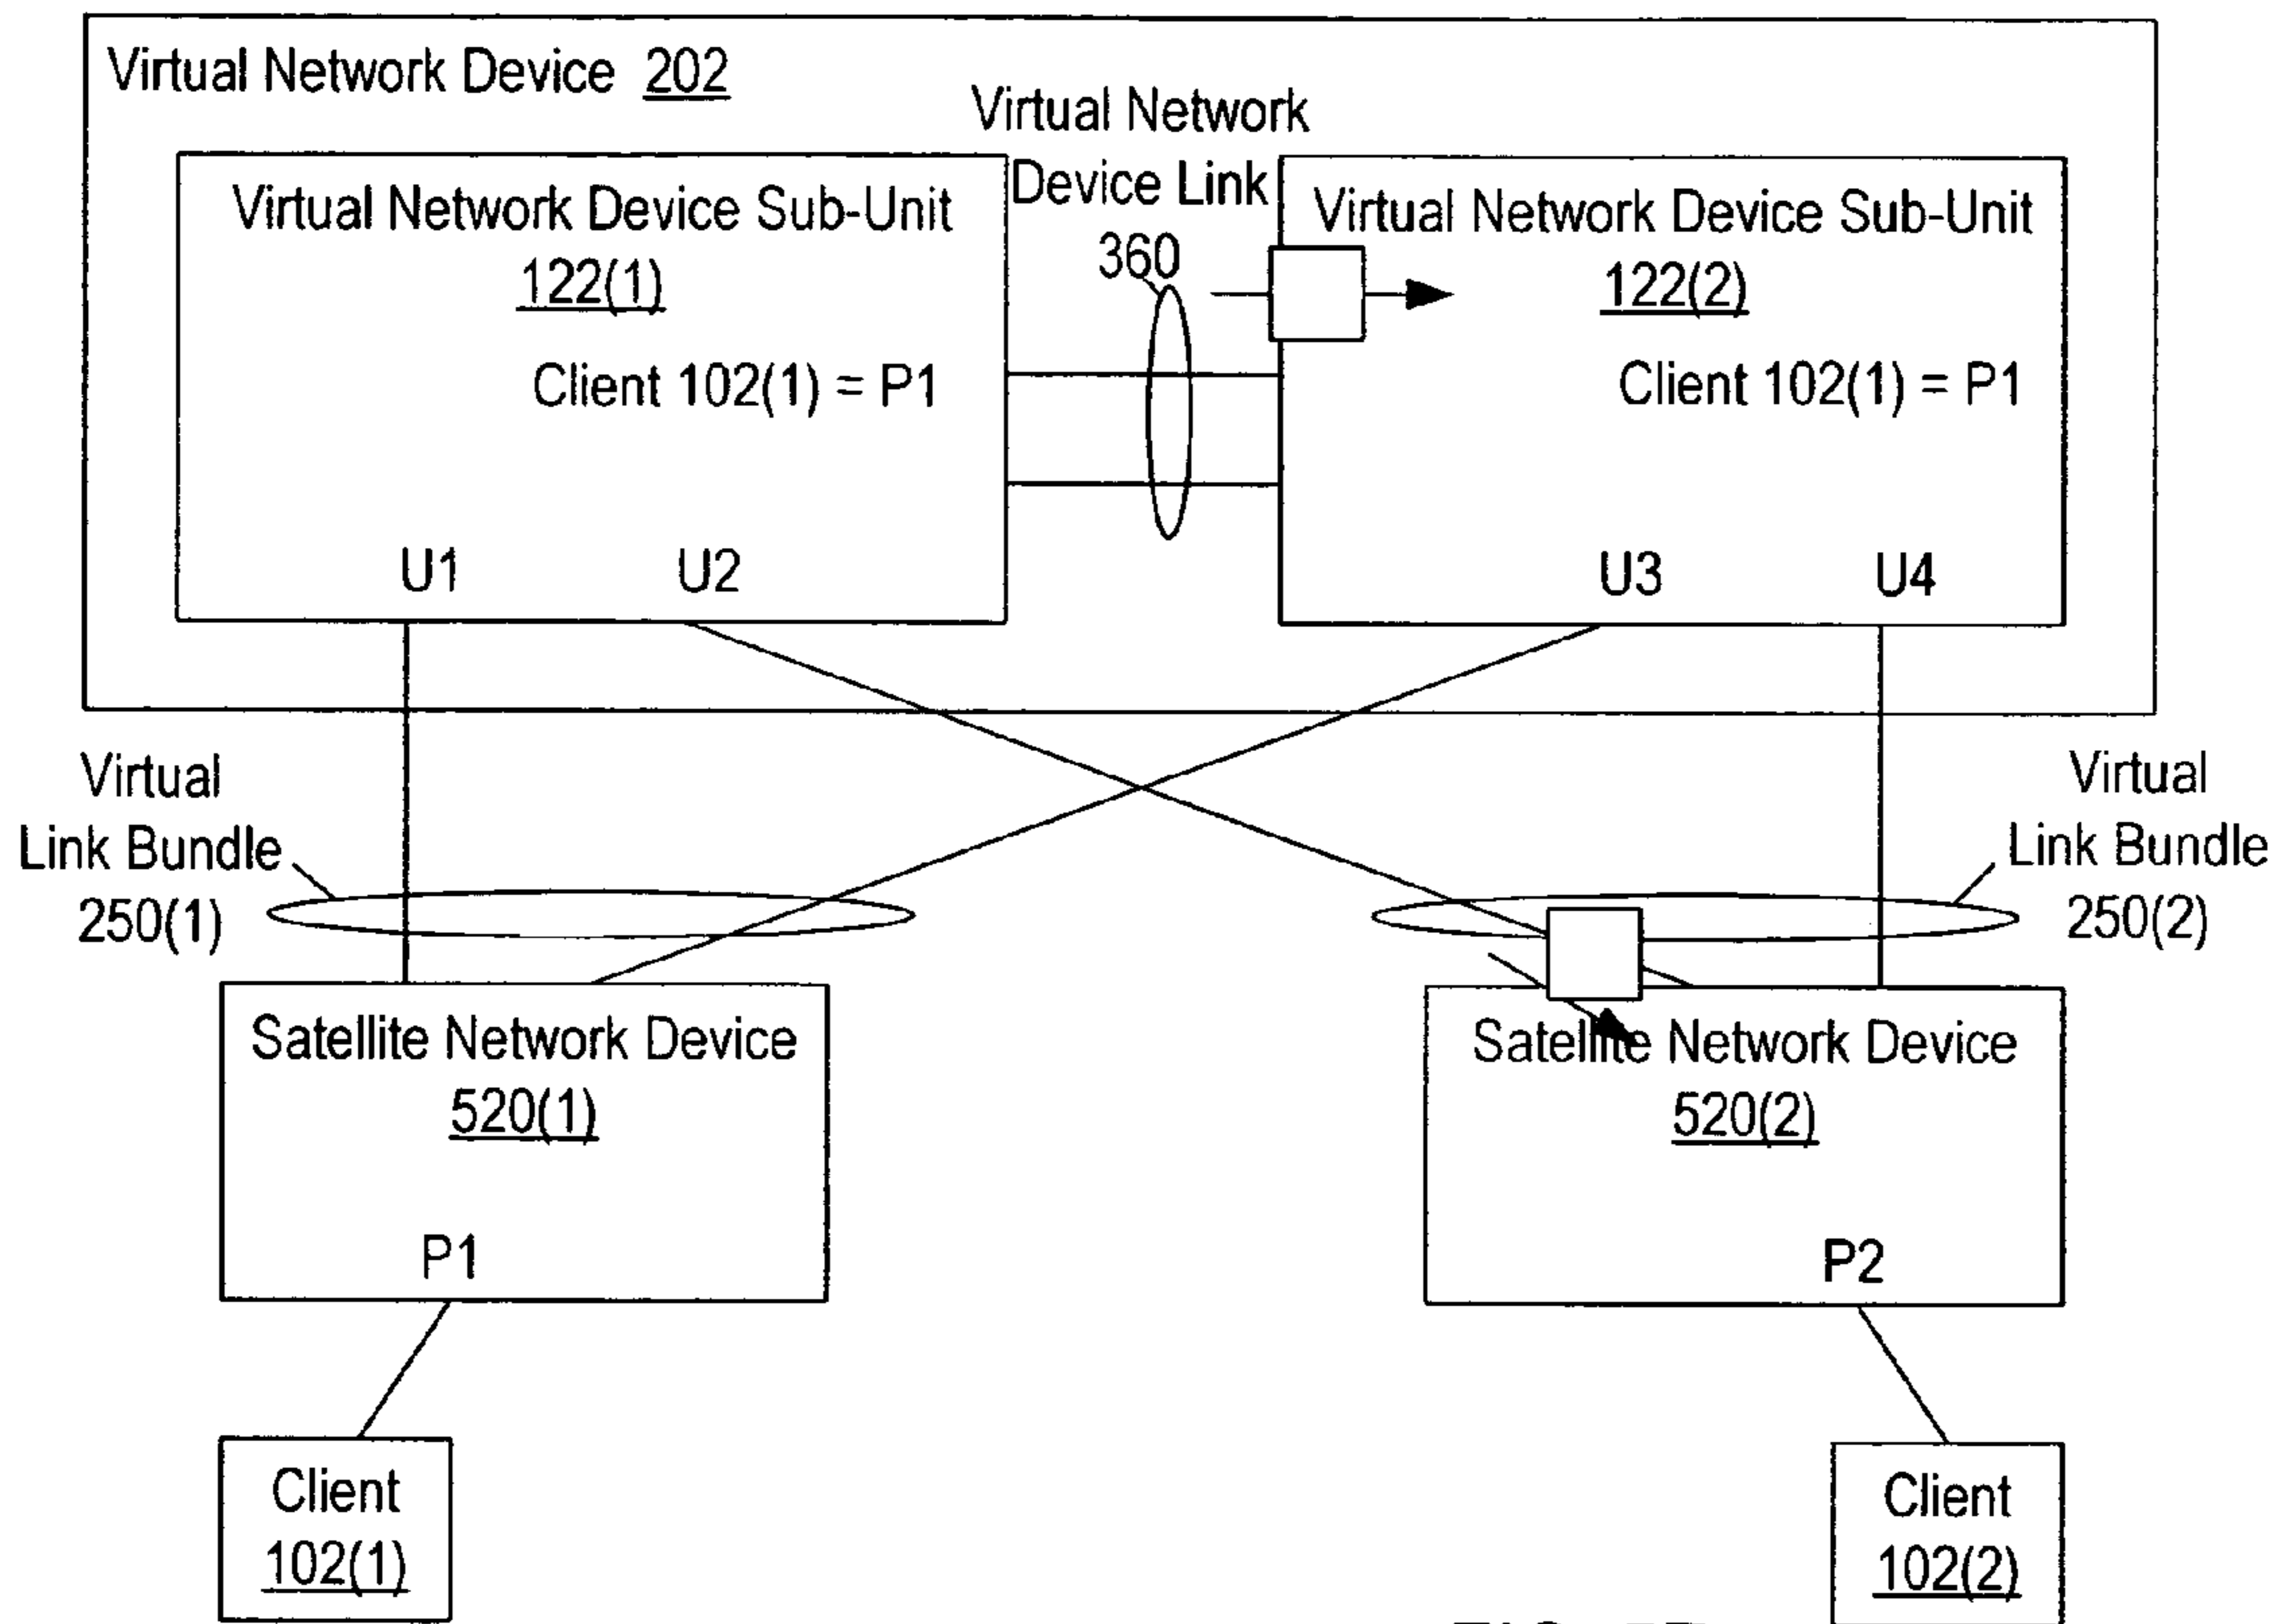 Virtual Network Device 202
Virtual Network
Device Link
360
Virtual Network Device Sub-Unit
122(1)
Client 102(1) = P1
U1 U2
Virtual Network Device Sub-Unit
122(2)
Client 102(1) = P1
U3 U4
Virtual
Link Bundle
250(1)
Virtual
Link Bundle
250(2)
Satellite Network Device
520(1)
P1
Satellite Network Device
520(2)
P2
Client
102(1)
Client
102(2)